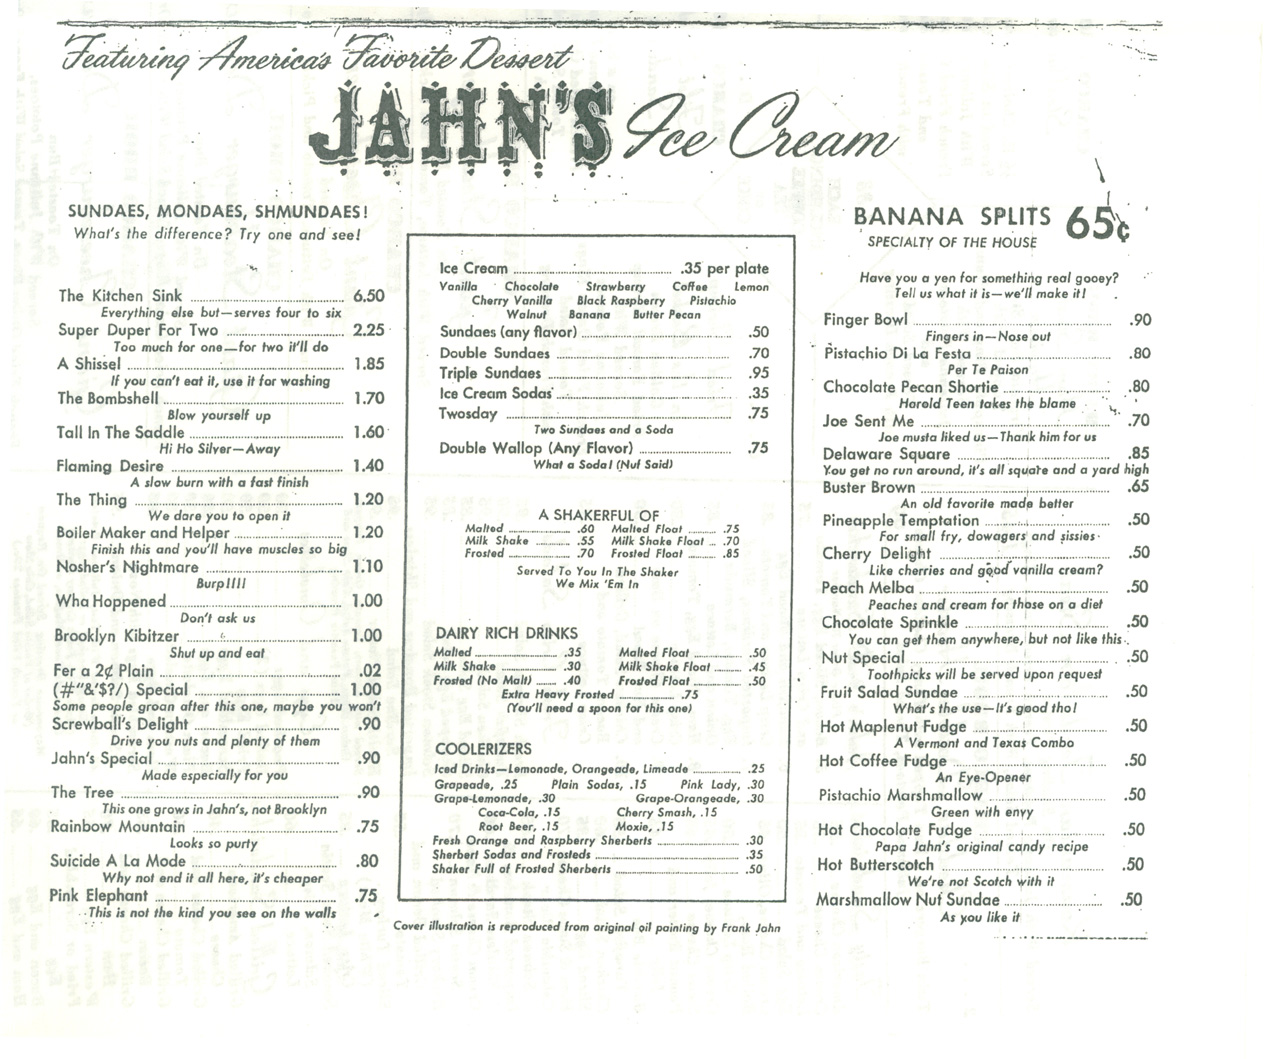 Featuring America's Favorite Dessert
JAHN'S Ice Cream
SUNDAES, MONDAES, SHMUNDAES!
What's the difference? Try one and see!
The Kitchen Sink 6.50
Everything else but—serves four to six
Super Duper For Two 2.25
Too much for one—for two it'll do
A Shissel 1.85
If you can't eat it, use it for washing
The Bombshell 1.70
Blow yourself up
Tall In The Saddle 1.60
Hi Ho Silver—Away
Flaming Desire 1.40
A slow burn with a fast finish
The Thing 1.20
We dare you to open it
Boiler Maker and Helper 1.20
Finish this and you'll have muscles so big
Nosher's Nightmare 1.10
Burp!!!!
Wha Hoppened 1.00
Don't ask us
Brooklyn Kibitzer 1.00
Shut up and eat
Fer a 2¢ Plain .02
(#"&'$?/) Special 1.00
Some people groan after this one, maybe you won't
Screwball's Delight .90
Drive you nuts and plenty of them
Jahn's Special .90
Made especially for you
The Tree .90
This one grows in Jahn's, not Brooklyn
Rainbow Mountain .75
Looks so purty
Suicide A La Mode .80
Why not end it all here, it's cheaper
Pink Elephant .75
This is not the kind you see on the walls
Ice Cream .35 per plate
Vanilla Chocolate Strawberry Coffee Lemon
Cherry Vanilla Black Raspberry Pistachio
Walnut Banana Butter Pecan
Sundaes (any flavor) .50
Double Sundaes .70
Triple Sundaes .95
Ice Cream Sodas .35
Twosday .75
Two Sundaes and a Soda
Double Wallop (Any Flavor) .75
What a Soda! (Nuf Said)
A SHAKERFUL OF
Malted .60 Malted Float .75
Milk Shake .55 Milk Shake Float .70
Frosted .70 Frosted Float .85
Served To You In The Shaker
We Mix 'Em In
DAIRY RICH DRINKS
Malted .35 Malted Float .50
Milk Shake .30 Milk Shake Float .45
Frosted (No Malt) .40 Frosted Float .50
Extra Heavy Frosted .75
(You'll need a spoon for this one)
COOLERIZERS
Iced Drinks—Lemonade, Orangeade, Limeade .25
Grapeade, .25 Plain Sodas, .15 Pink Lady, .30
Grape-Lemonade, .30 Grape-Orangeade, .30
Coca-Cola, .15 Cherry Smash, .15
Root Beer, .15 Moxie, .15
Fresh Orange and Raspberry Sherberts .30
Sherbert Sodas and Frosteds .35
Shaker Full of Frosted Sherberts .50
Cover illustration is reproduced from original oil painting by Frank Jahn
BANANA SPLITS 65¢
SPECIALTY OF THE HOUSE
Have you a yen for something real gooey?
Tell us what it is—we'll make it!
Finger Bowl .90
Fingers in—Nose out
Pistachio Di La Festa .80
Per Te Paison
Chocolate Pecan Shortie .80
Harold Teen takes the blame
Joe Sent Me .70
Joe musta liked us—Thank him for us
Delaware Square .85
You get no run around, it's all square and a yard high
Buster Brown .65
An old favorite made better
Pineapple Temptation .50
For small fry, dowagers and sissies
Cherry Delight .50
Like cherries and good vanilla cream?
Peach Melba .50
Peaches and cream for those on a diet
Chocolate Sprinkle .50
You can get them anywhere, but not like this
Nut Special .50
Toothpicks will be served upon request
Fruit Salad Sundae .50
What's the use—It's good tho!
Hot Maplenut Fudge .50
A Vermont and Texas Combo
Hot Coffee Fudge .50
An Eye-Opener
Pistachio Marshmallow .50
Green with envy
Hot Chocolate Fudge .50
Papa Jahn's original candy recipe
Hot Butterscotch .50
We're not Scotch with it
Marshmallow Nut Sundae .50
As you like it